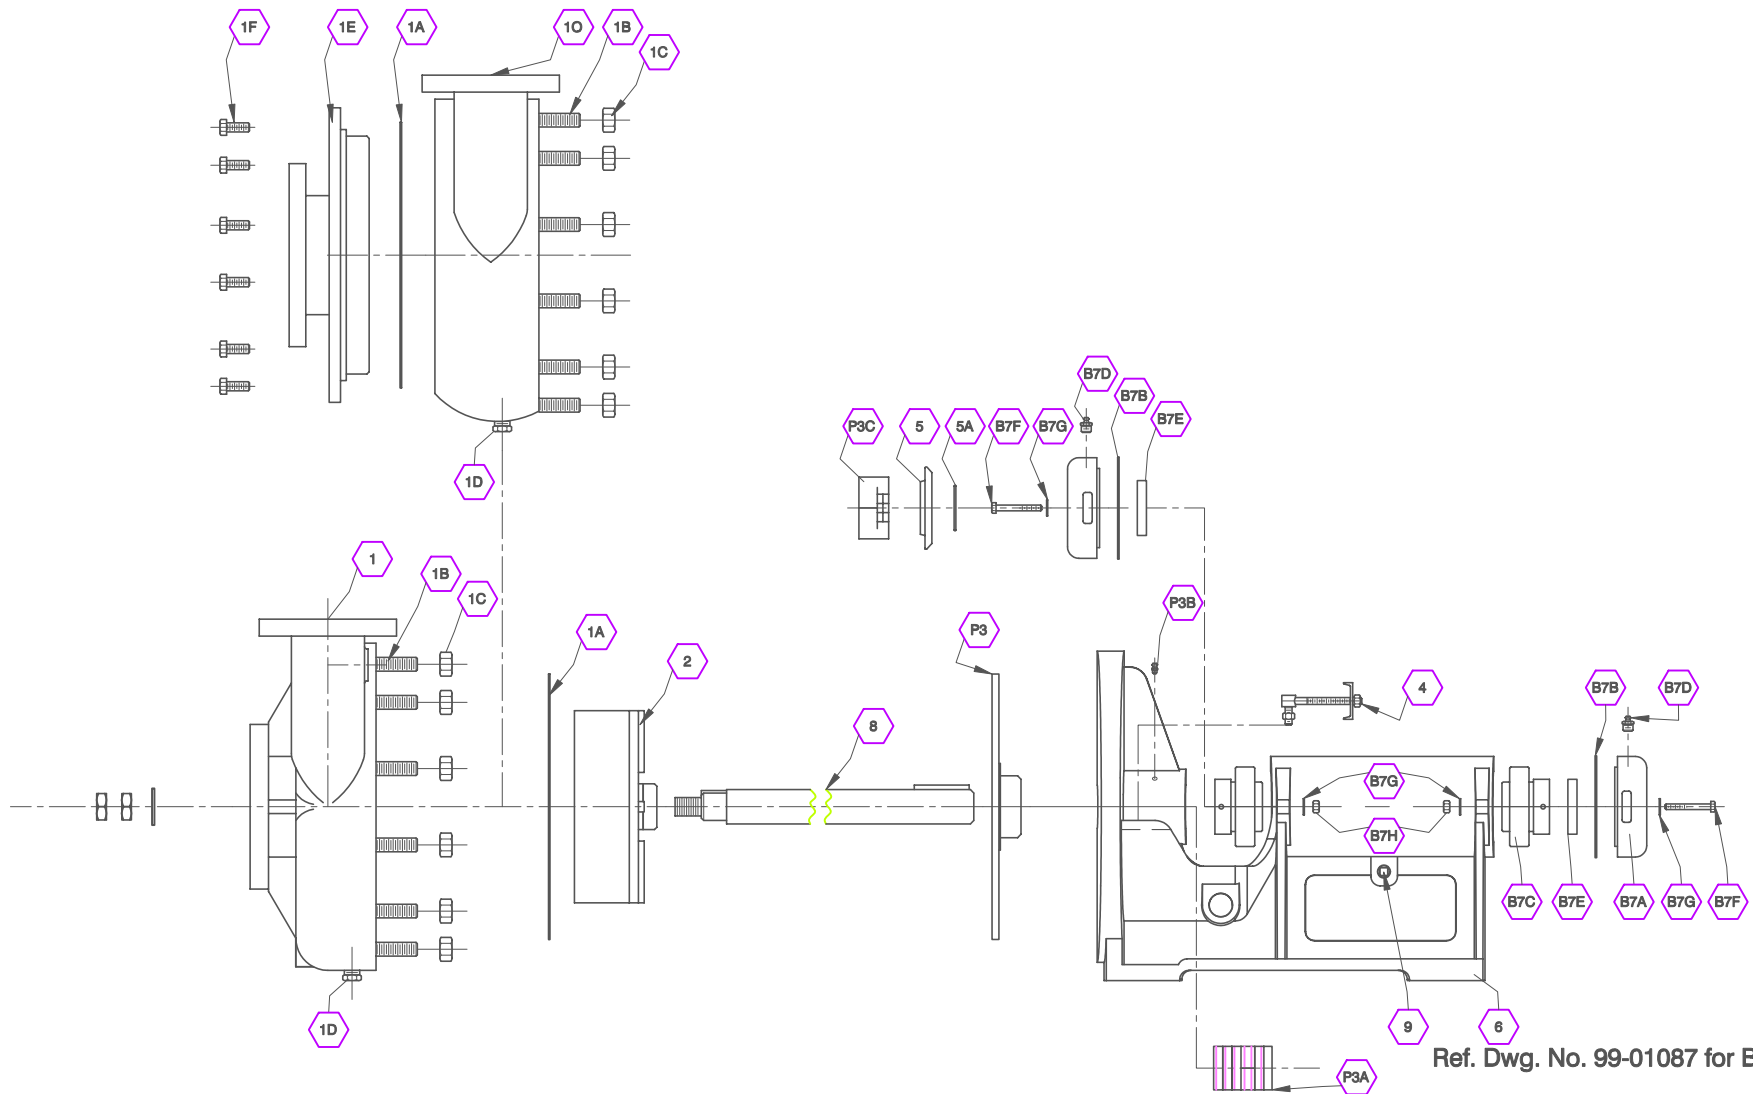 1F
1E
1A
1O
1B
1C
1D
B7D
B7B
B7E
P3C
5
5A
B7F
B7G
1
1B
1C
1A
2
P3
P3B
8
4
B7B
B7D
B7G
B7H
B7C
B7E
B7A
B7G
B7F
1D
9
6
Ref. Dwg. No. 99-01087 for B
P3A